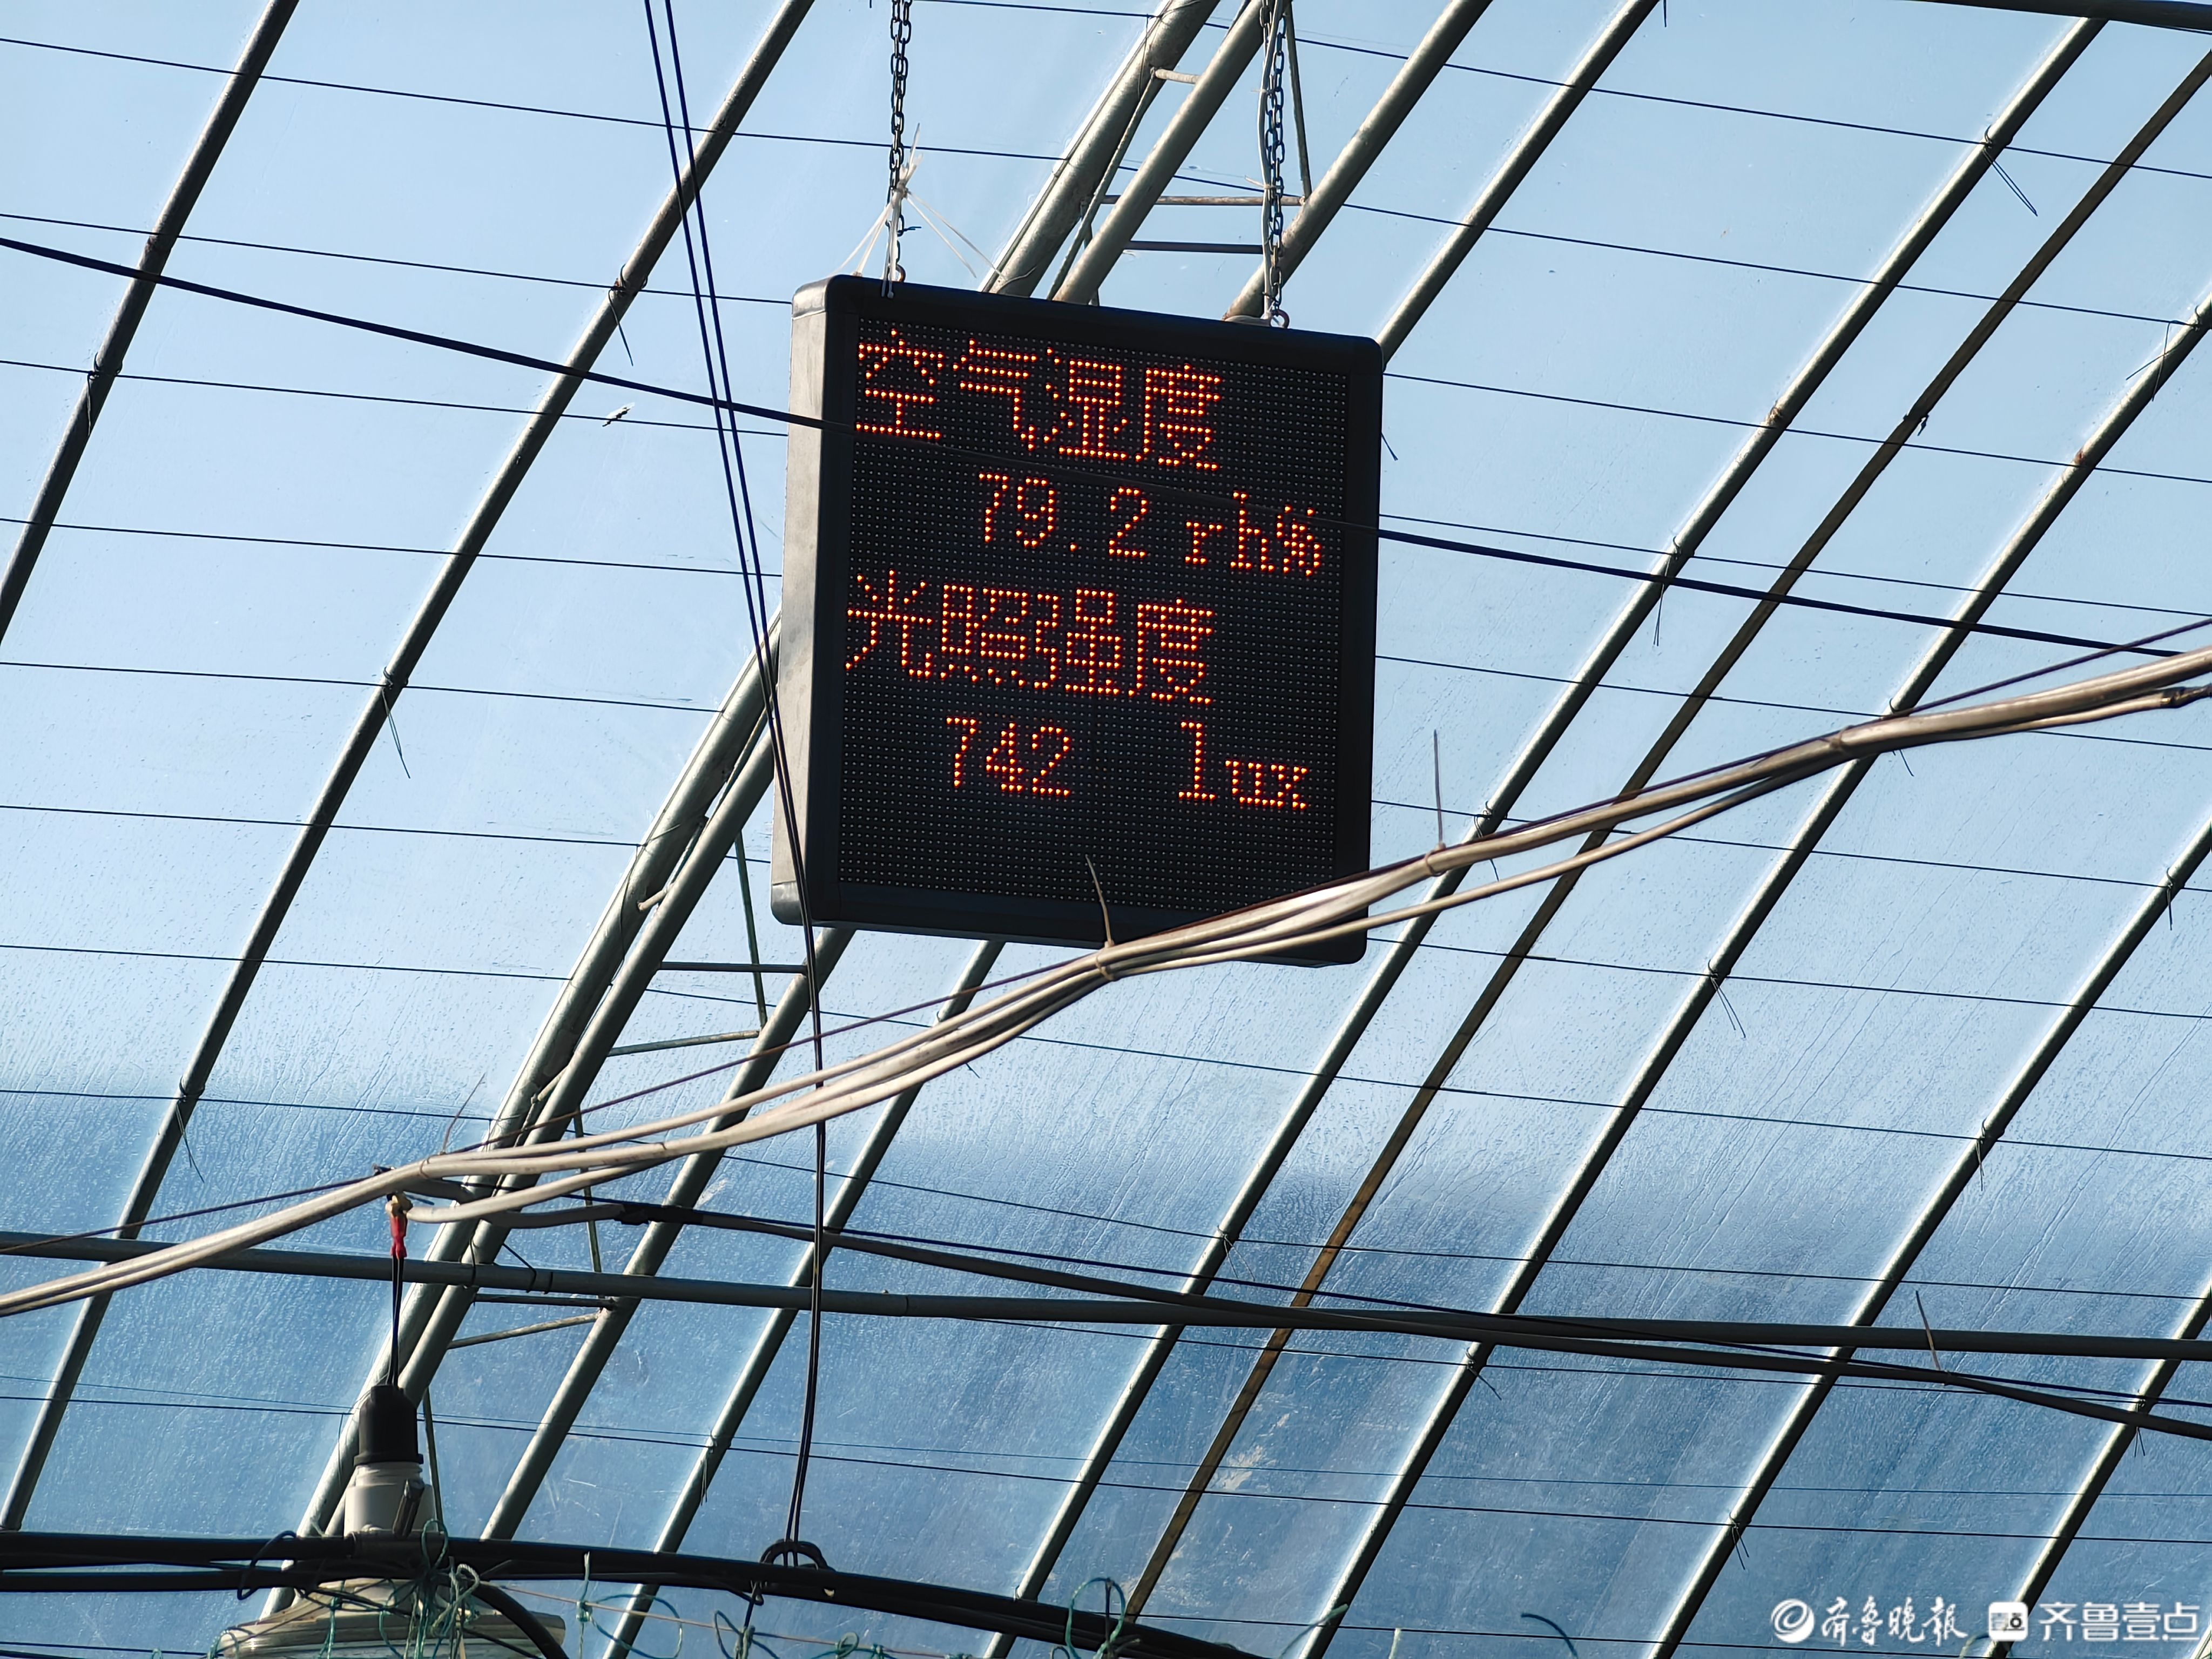 空气湿度
79.2 rh%
光照强度
742 lux
齐鲁晚报 齐鲁壹点